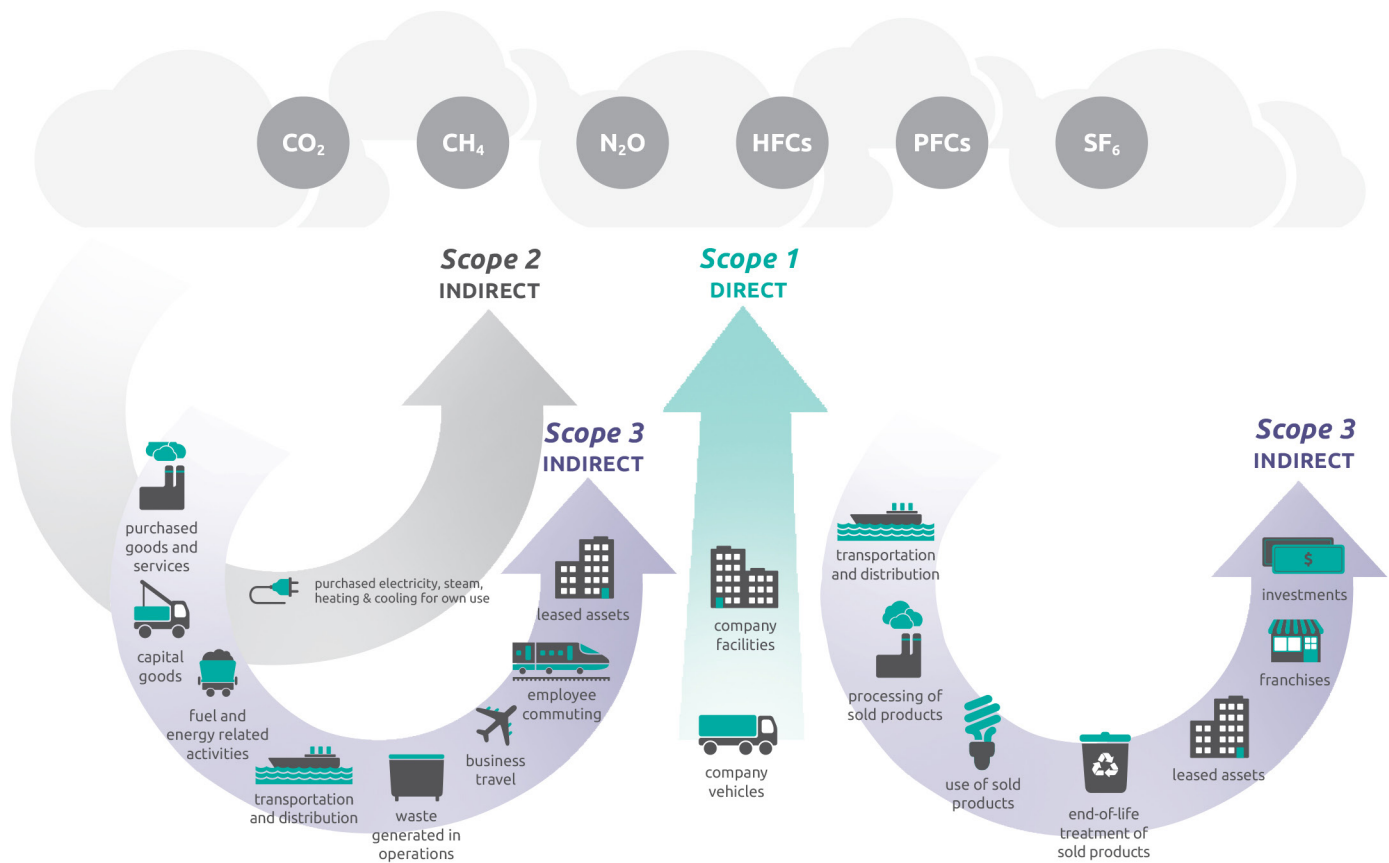 CO₂
CH₄
N₂O
HFCs
PFCs
SF₆
Scope 2
INDIRECT
Scope 1
DIRECT
Scope 3
INDIRECT
Scope 3
INDIRECT
purchased
goods and
services
capital
goods
fuel and
energy related
activities
transportation
and distribution
waste
generated in
operations
business
travel
employee
commuting
leased assets
purchased electricity, steam,
heating & cooling for own use
company
facilities
company
vehicles
transportation
and distribution
processing of
sold products
use of sold
products
end-of-life
treatment of
sold products
leased assets
franchises
$
investments